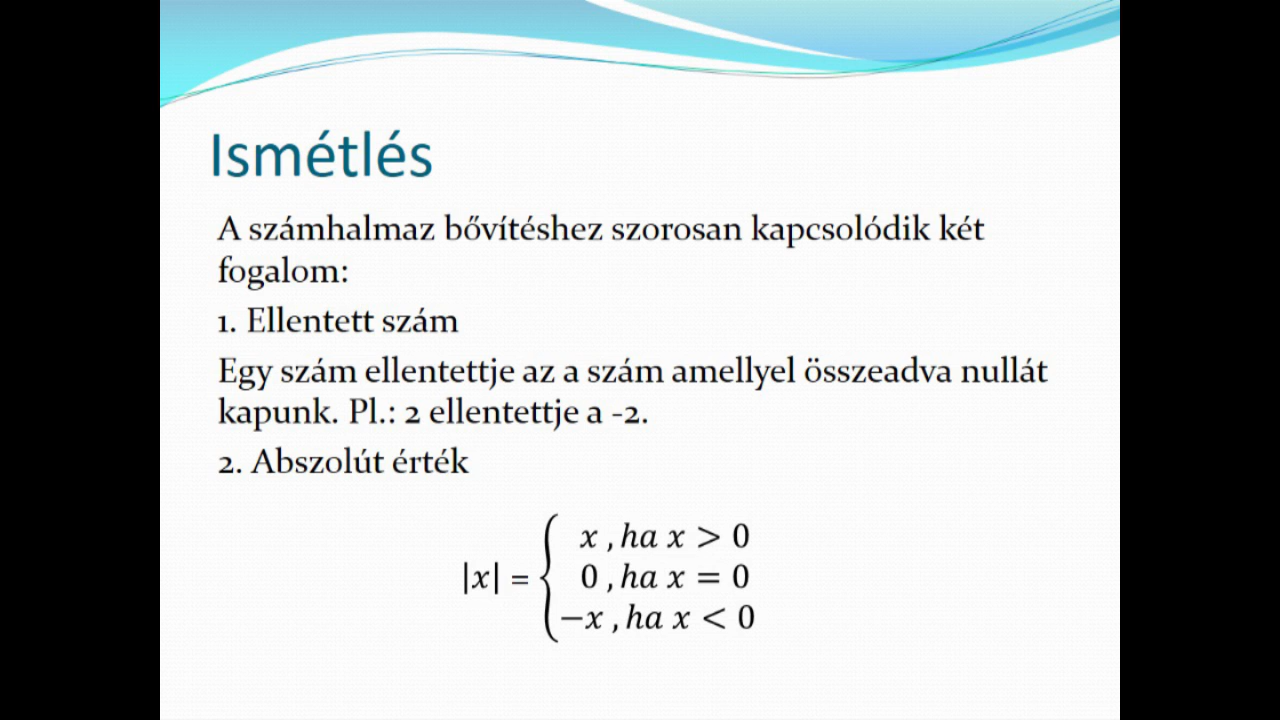 Ismétlés
A számhalmaz bővítéshez szorosan kapcsolódik két
fogalom:
1. Ellentett szám
Egy szám ellentettje az a szám amellyel összeadva nullát
kapunk. Pl.: 2 ellentettje a -2.
2. Abszolút érték
x , ha x > 0
|x| = { 0 , ha x = 0
−x , ha x < 0